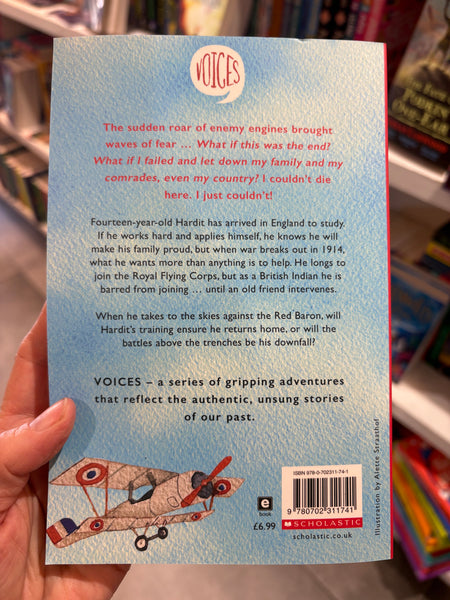 VOICES
The sudden roar of enemy engines brought
waves of fear ... What if this was the end?
What if I failed and let down my family and my
comrades, even my country? I couldn't die
here. I just couldn't!
Fourteen-year-old Hardit has arrived in England to study.
If he works hard and applies himself, he knows he will
make his family proud, but when war breaks out in 1914,
what he wants more than anything is to help. He longs to
join the Royal Flying Corps, but as a British Indian he is
barred from joining ... until an old friend intervenes.
When he takes to the skies against the Red Baron, will
Hardit's training ensure he returns home, or will the
battles above the trenches be his downfall?
VOICES – a series of gripping adventures
that reflect the authentic, unsung stories
of our past.
Illustration by Alette Straathof
ISBN 978-0-702311-74-1
9 780702 311741
e
book
£6.99
SCHOLASTIC
scholastic.co.uk